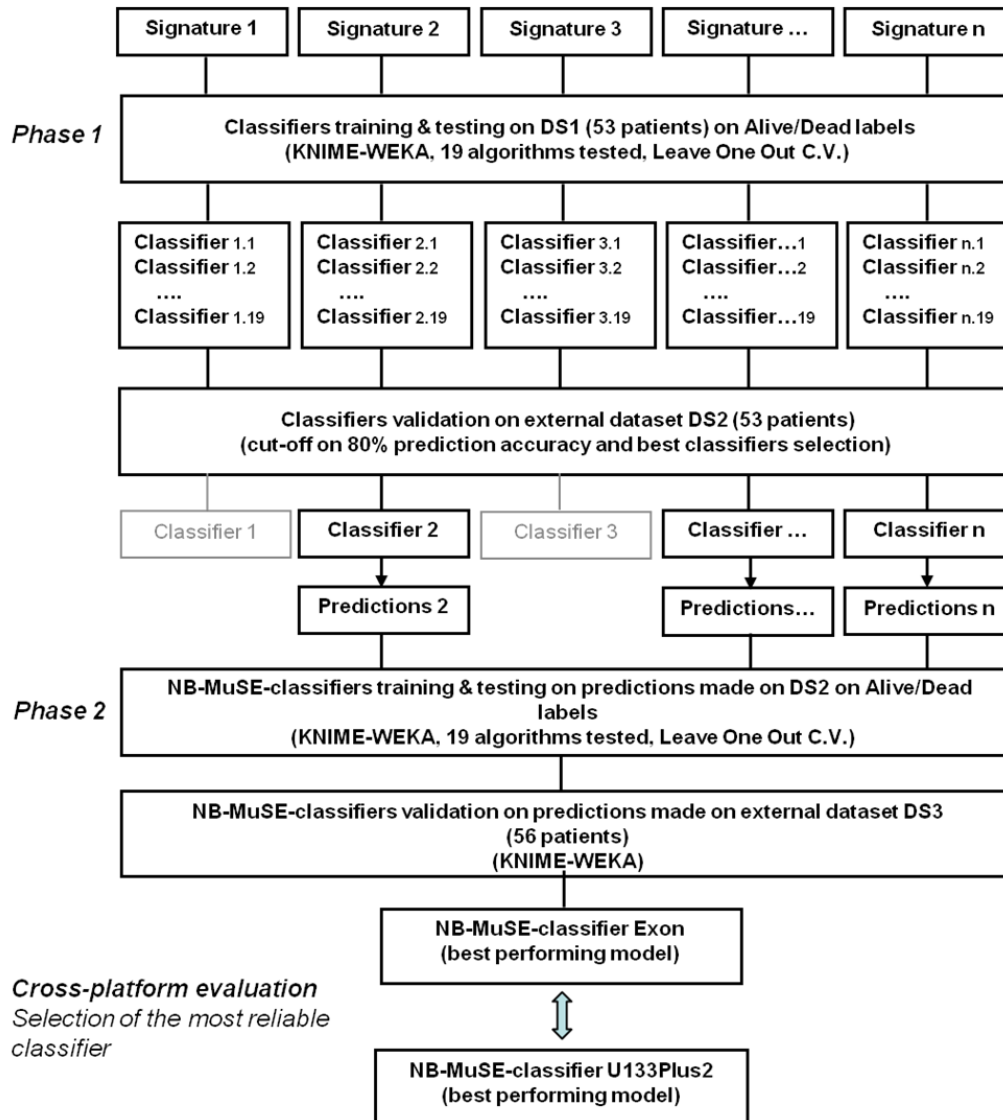 Signature 1
Signature 2
Signature 3
Signature …
Signature n
Phase 1
Classifiers training & testing on DS1 (53 patients) on Alive/Dead labels
(KNIME-WEKA, 19 algorithms tested, Leave One Out C.V.)
Classifier 1.1
Classifier 1.2
….
Classifier 1.19
Classifier 2.1
Classifier 2.2
….
Classifier 2.19
Classifier 3.1
Classifier 3.2
….
Classifier 3.19
Classifier…1
Classifier…2
….
Classifier…19
Classifier n.1
Classifier n.2
….
Classifier n.19
Classifiers validation on external dataset DS2 (53 patients)
(cut-off on 80% prediction accuracy and best classifiers selection)
Classifier 1
Classifier 2
Classifier 3
Classifier …
Classifier n
Predictions 2
Predictions…
Predictions n
Phase 2
NB-MuSE-classifiers training & testing on predictions made on DS2 on Alive/Dead
labels
(KNIME-WEKA, 19 algorithms tested, Leave One Out C.V.)
NB-MuSE-classifiers validation on predictions made on external dataset DS3
(56 patients)
(KNIME-WEKA)
NB-MuSE-classifier Exon
(best performing model)
Cross-platform evaluation
Selection of the most reliable
classifier
NB-MuSE-classifier U133Plus2
(best performing model)